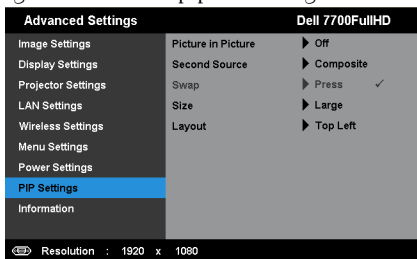 Advanced Settings Dell 7700FullHD
Image Settings Picture in Picture Off
Display Settings Second Source Composite
Projector Settings Swap Press ✓
LAN Settings Size Large
Wireless Settings Layout Top Left
Menu Settings
Power Settings
PIP Settings
Information
Resolution : 1920 x 1080